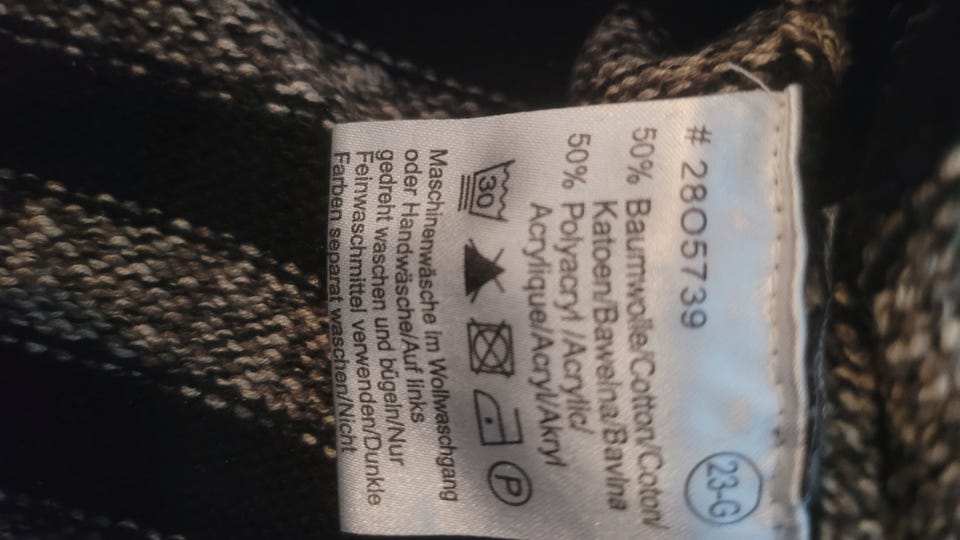 # 2805739
23-G
50% Baumwolle/Cotton/Coton/
Katoen/Bawelna/Bavlna
50% Polyacryl /Acrylic/
Acrylique/Acryl/Akryl
30
P
Maschinenwäsche im Wollwaschgang
oder Handwäsche/Auf links
gedreht waschen und bügeln/Nur
Feinwaschmittel verwenden/Dunkle
Farben separat waschen/Nicht